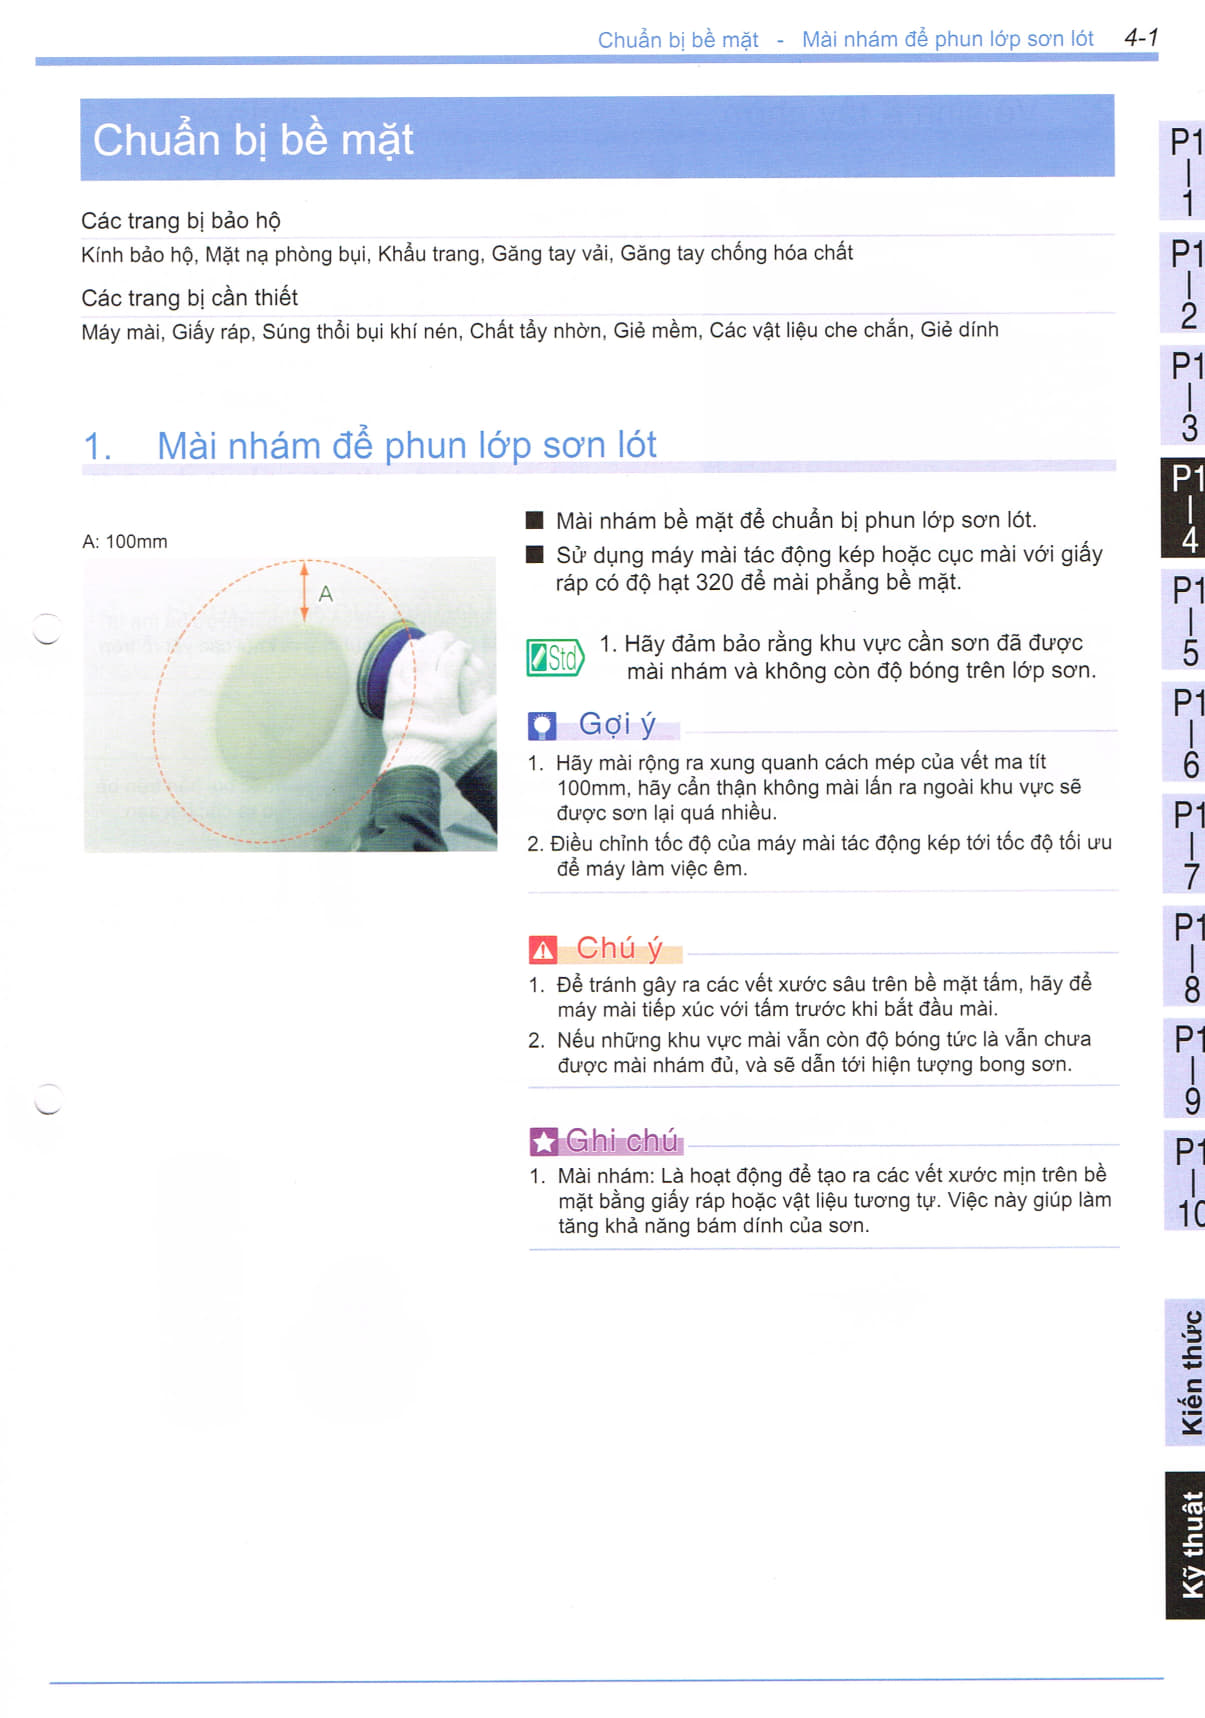 Chuẩn bị bề mặt - Mài nhám để phun lớp sơn lót 4-1
Chuẩn bị bề mặt
Các trang bị bảo hộ
Kính bảo hộ, Mặt nạ phòng bụi, Khẩu trang, Găng tay vải, Găng tay chống hóa chất
Các trang bị cần thiết
Máy mài, Giấy ráp, Súng thổi bụi khí nén, Chất tẩy nhờn, Giẻ mềm, Các vật liệu che chắn, Giẻ dính
1. Mài nhám để phun lớp sơn lót
A: 100mm
A
■ Mài nhám bề mặt để chuẩn bị phun lớp sơn lót.
■ Sử dụng máy mài tác động kép hoặc cục mài với giấy
ráp có độ hạt 320 để mài phẳng bề mặt.
Std
1. Hãy đảm bảo rằng khu vực cần sơn đã được
mài nhám và không còn độ bóng trên lớp sơn.
Gợi ý
1. Hãy mài rộng ra xung quanh cách mép của vết ma tít
100mm, hãy cẩn thận không mài lấn ra ngoài khu vực sẽ
được sơn lại quá nhiều.
2. Điều chỉnh tốc độ của máy mài tác động kép tới tốc độ tối ưu
để máy làm việc êm.
Chú ý
1. Để tránh gây ra các vết xước sâu trên bề mặt tấm, hãy để
máy mài tiếp xúc với tấm trước khi bắt đầu mài.
2. Nếu những khu vực mài vẫn còn độ bóng tức là vẫn chưa
được mài nhám đủ, và sẽ dẫn tới hiện tượng bong sơn.
Ghi chú
1. Mài nhám: Là hoạt động để tạo ra các vết xước mịn trên bề
mặt bằng giấy ráp hoặc vật liệu tương tự. Việc này giúp làm
tăng khả năng bám dính của sơn.
P1
1
P1
2
P1
3
P1
4
P1
5
P1
6
P1
7
P1
8
P1
9
P1
10
Kiến thức
Kỹ thuật